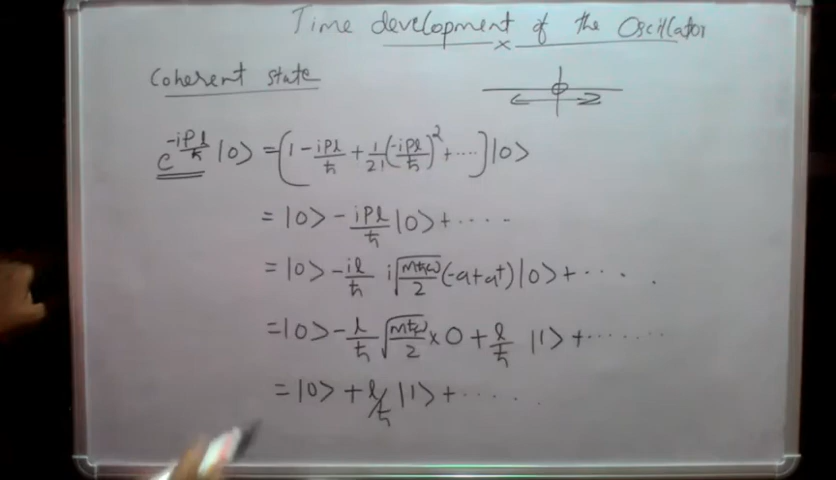 Time development of the Oscillator
Coherent state
e^{-ipl/ħ} |0> = (1 - ipl/ħ + 1/2! (-ipl/ħ)^2 + ....] |0>
= |0> - ipl/ħ |0> + ....
= |0> - il/ħ i√(mħω/2) (-a+a†) |0> + ....
= |0> - l/ħ √(mħω/2) × 0 + l/ħ |1> + .......
= |0> + l/ħ |1> + ......